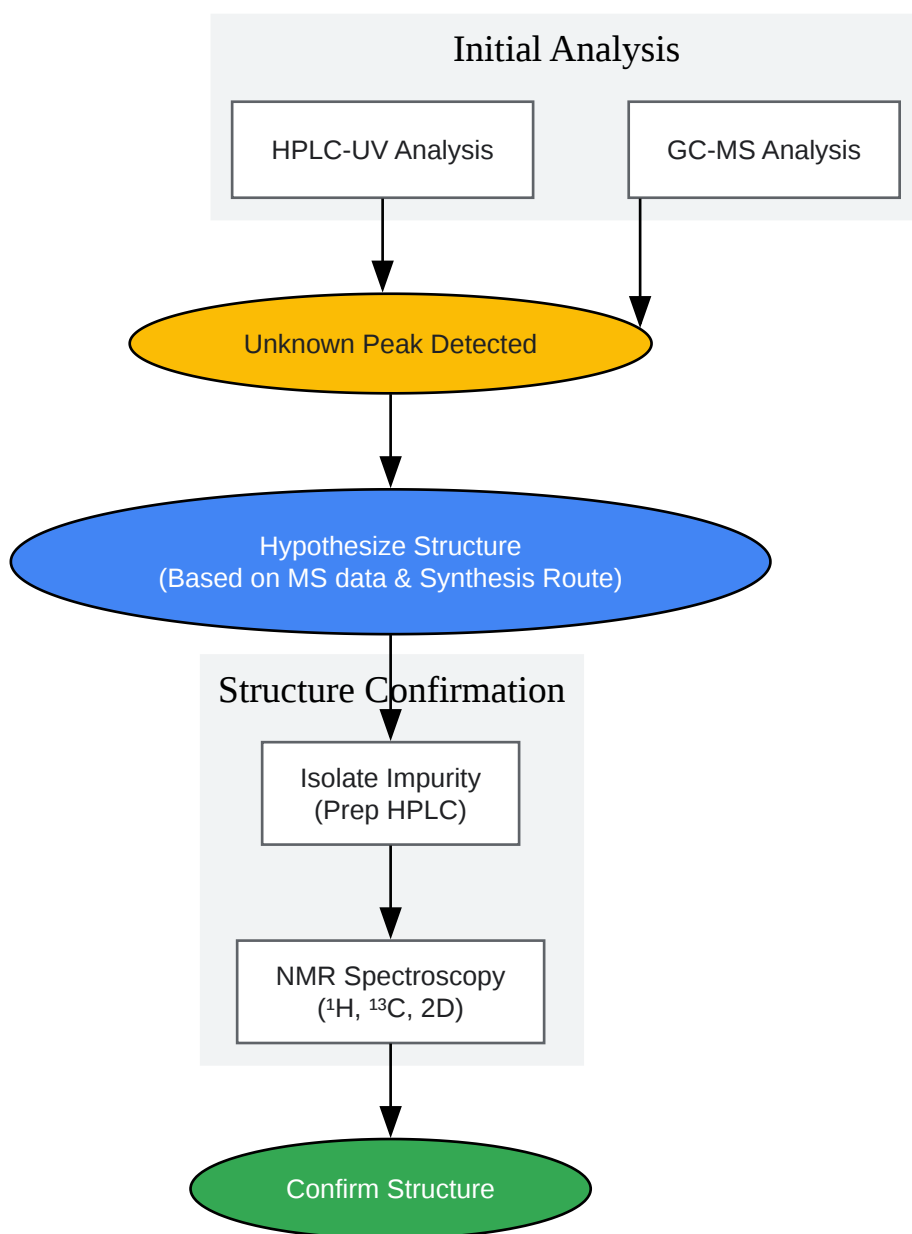 Initial Analysis
HPLC-UV Analysis
GC-MS Analysis
Unknown Peak Detected
Hypothesize Structure
(Based on MS data & Synthesis Route)
Structure Confirmation
Isolate Impurity
(Prep HPLC)
NMR Spectroscopy
(¹H, ¹³C, 2D)
Confirm Structure